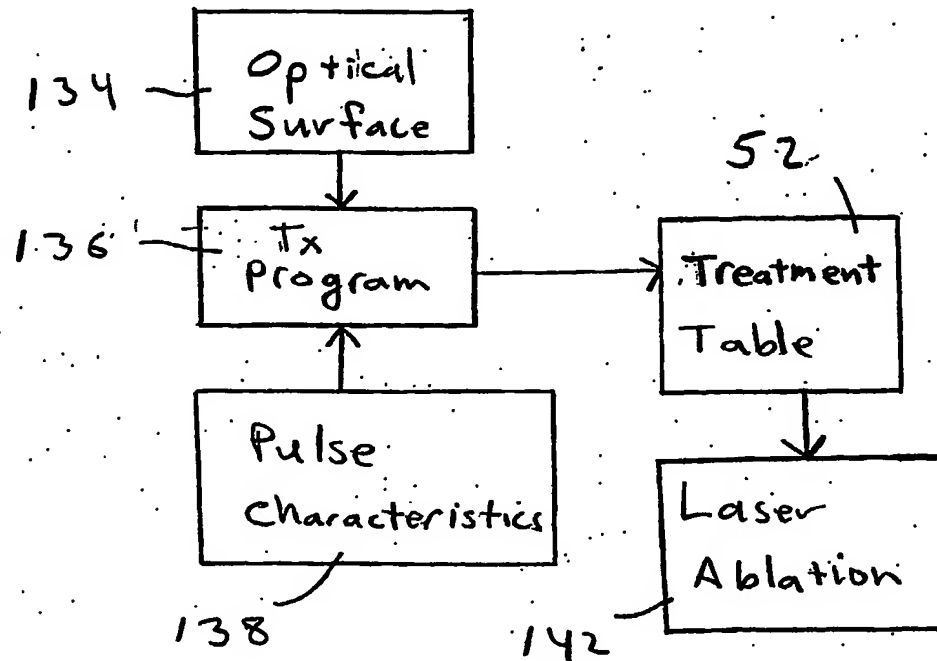 134
Optical
Surface
52
136
Tx
Program
Treatment
Table
Pulse
Characteristics
Laser
Ablation
138
142